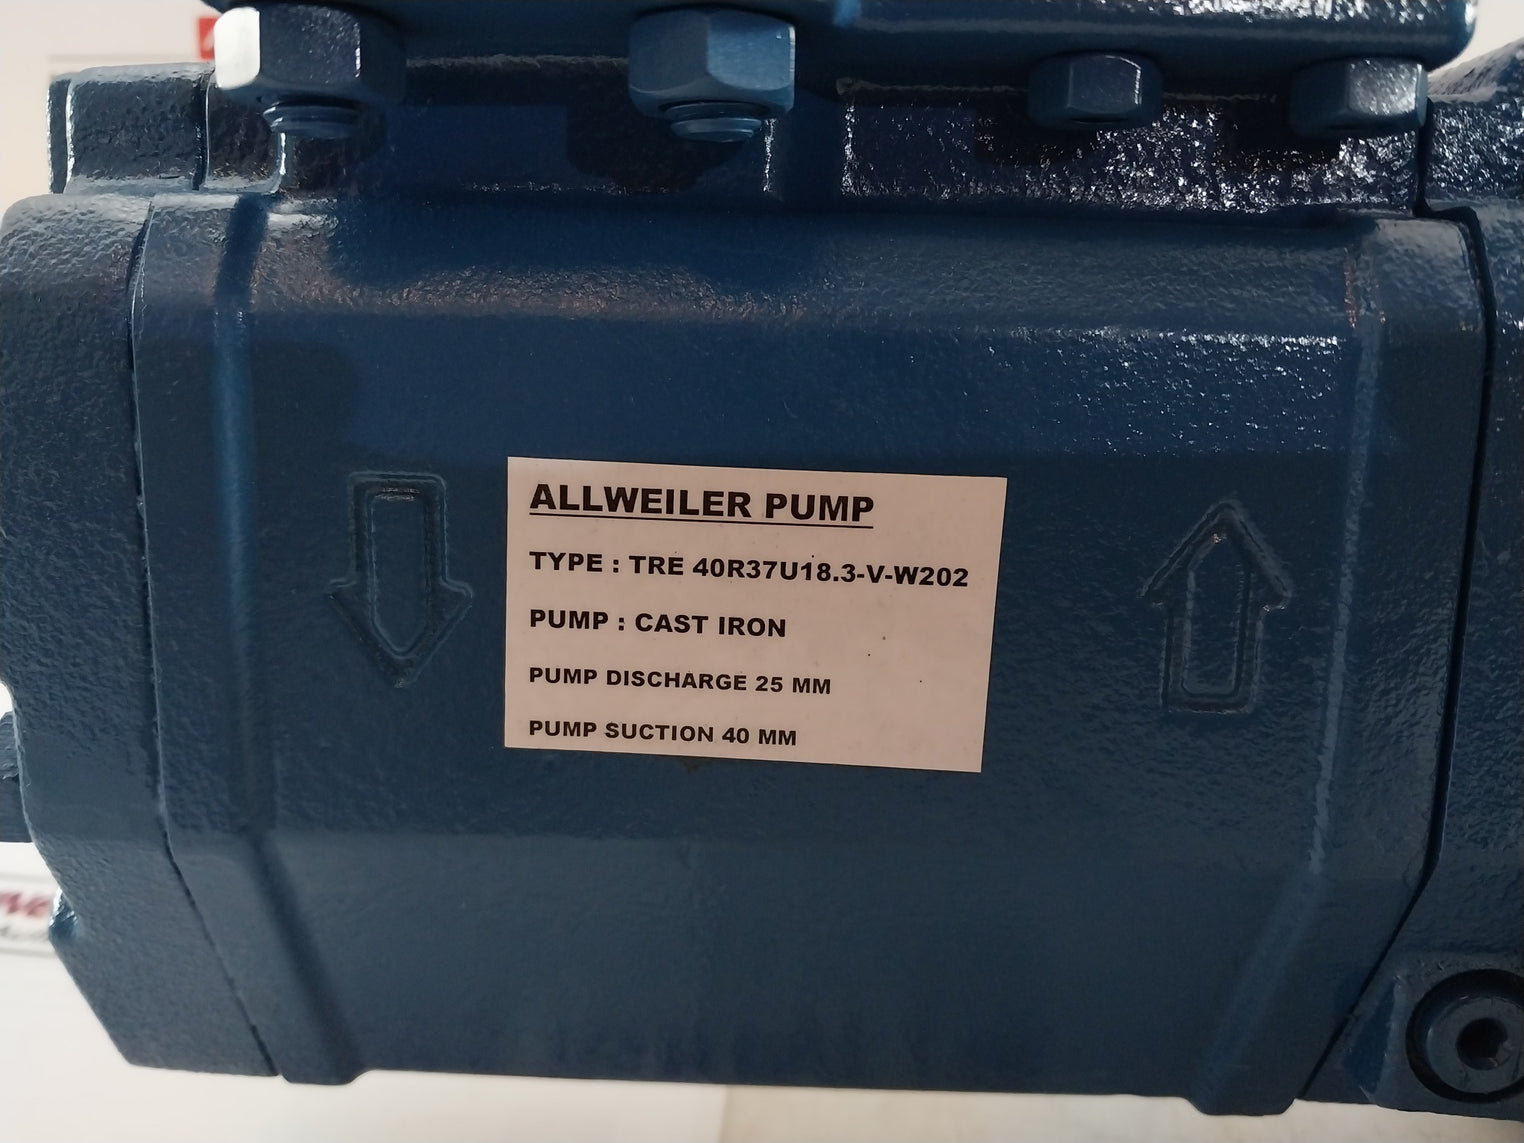 ALLWEILER PUMP
TYPE : TRE 40R37U18.3-V-W202
PUMP : CAST IRON
PUMP DISCHARGE 25 MM
PUMP SUCTION 40 MM